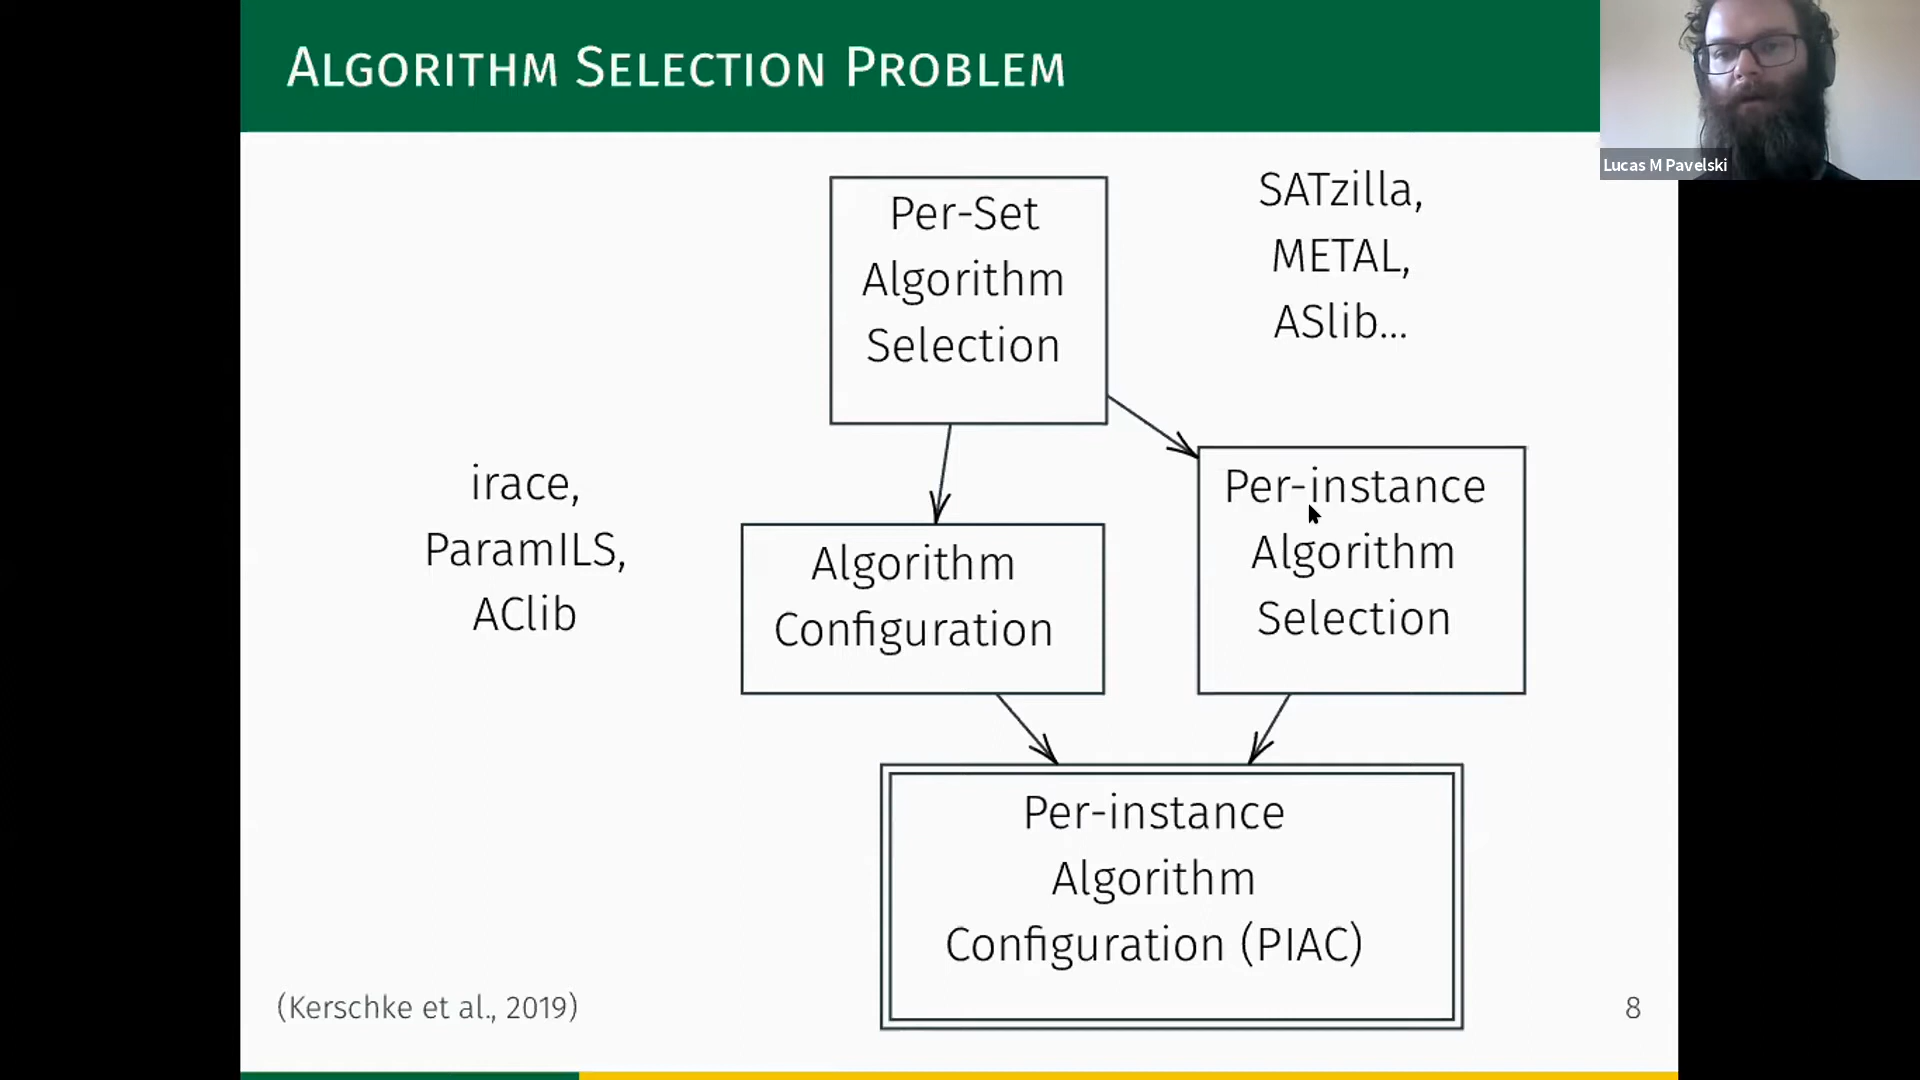 Algorithm Selection Problem
Lucas M Pavelski
Per-Set
Algorithm
Selection
SATzilla,
METAL,
ASlib...
irace,
ParamILS,
AClib
Algorithm
Configuration
Per-instance
Algorithm
Selection
Per-instance
Algorithm
Configuration (PIAC)
(Kerschke et al., 2019)
8